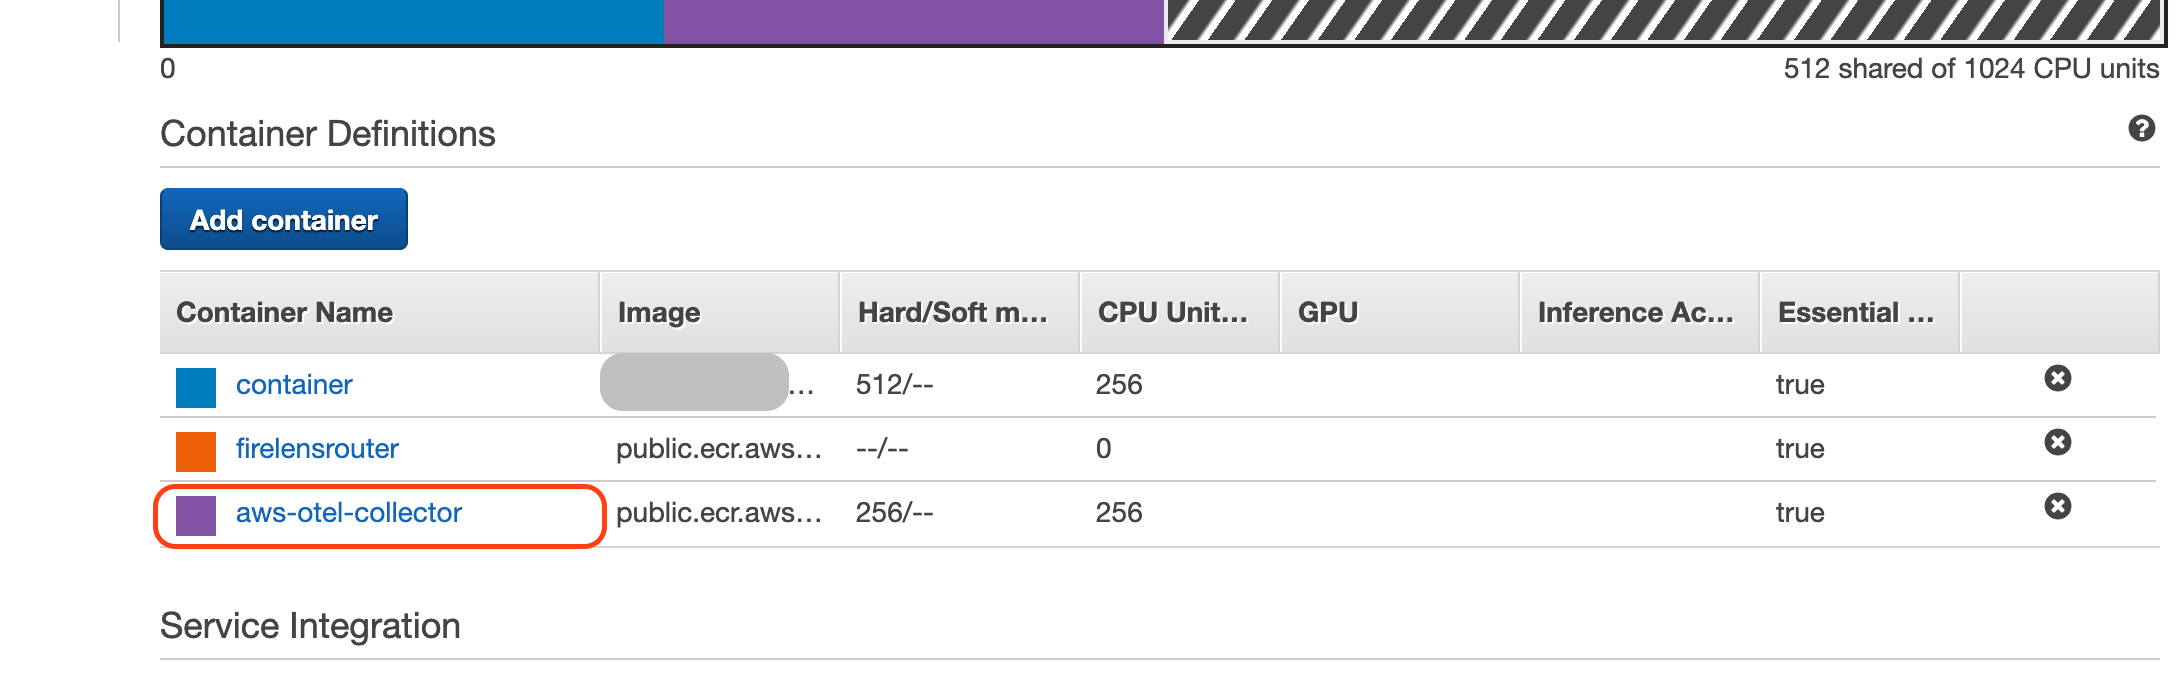 0 512 shared of 1024 CPU units
Container Definitions
Add container
Container Name Image Hard/Soft m... CPU Unit... GPU Inference Ac... Essential ...
container ... 512/-- 256 true
firelensrouter public.ecr.aws... --/-- 0 true
aws-otel-collector public.ecr.aws... 256/-- 256 true
Service Integration